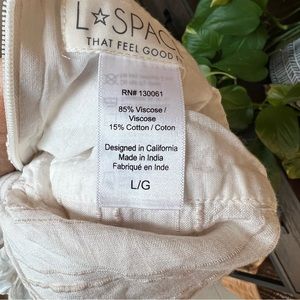 L☆SPACE
THAT FEEL GOOD
RN# 130061
85% Viscose /
Viscose
15% Cotton / Coton
Designed in California
Made in India
Fabriqué en Inde
L/G